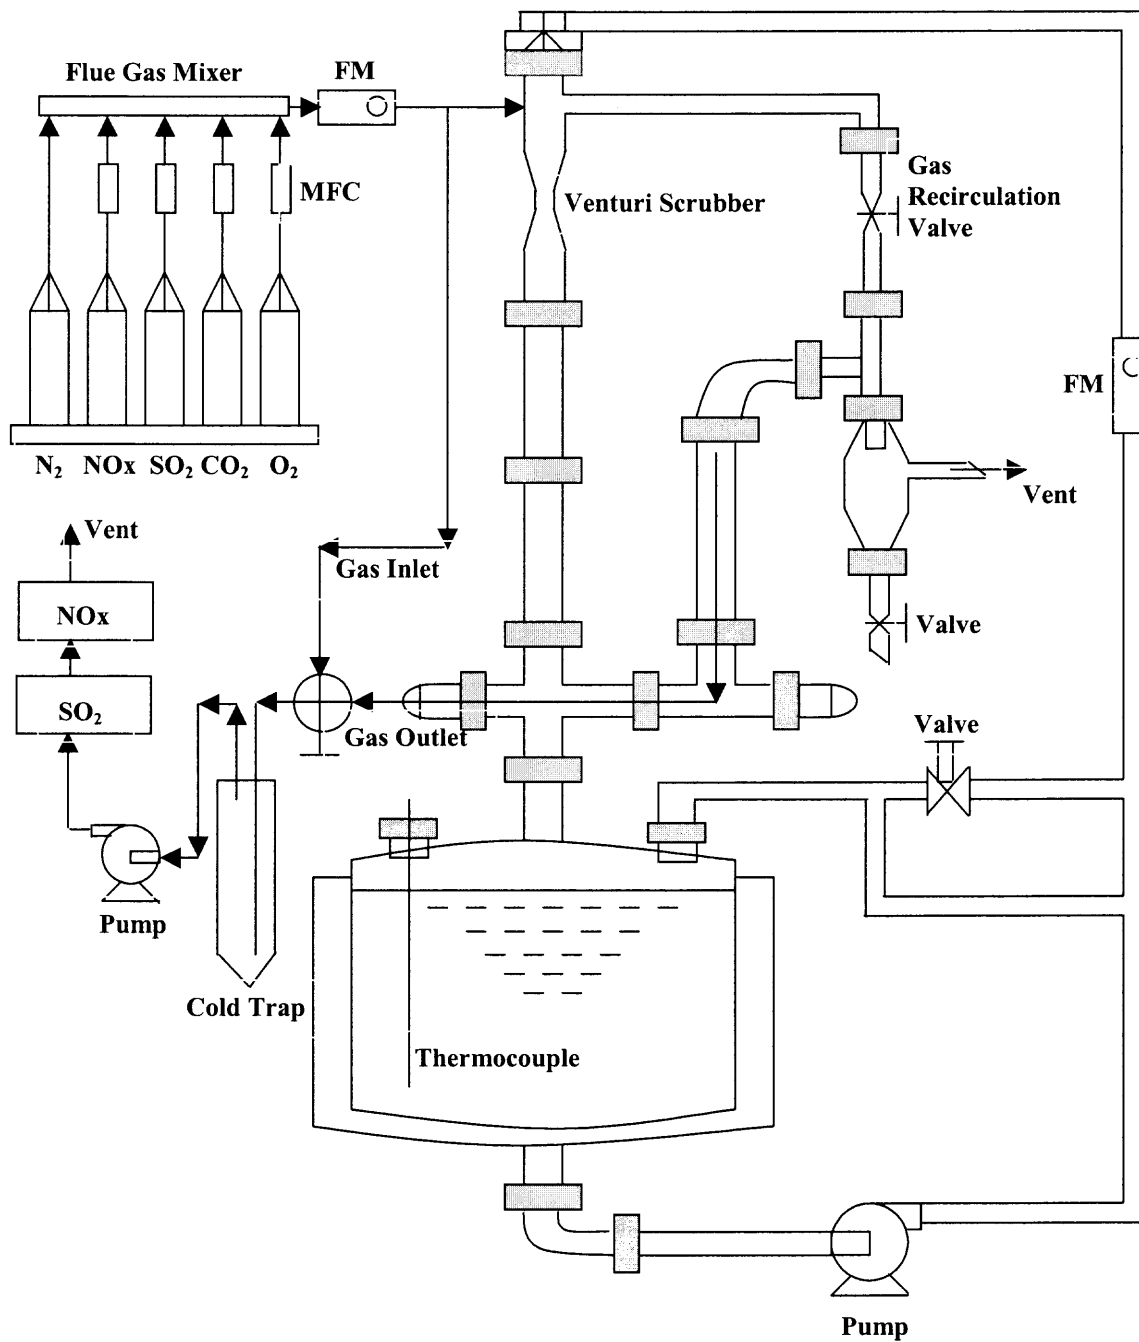 Flue Gas Mixer
FM
MFC
Venturi Scrubber
Gas
Recirculation
Valve
FM
N₂ NOx SO₂ CO₂ O₂
Vent
Vent
Gas Inlet
NOx
Valve
SO₂
Gas Outlet
Valve
Pump
Cold Trap
Thermocouple
Pump